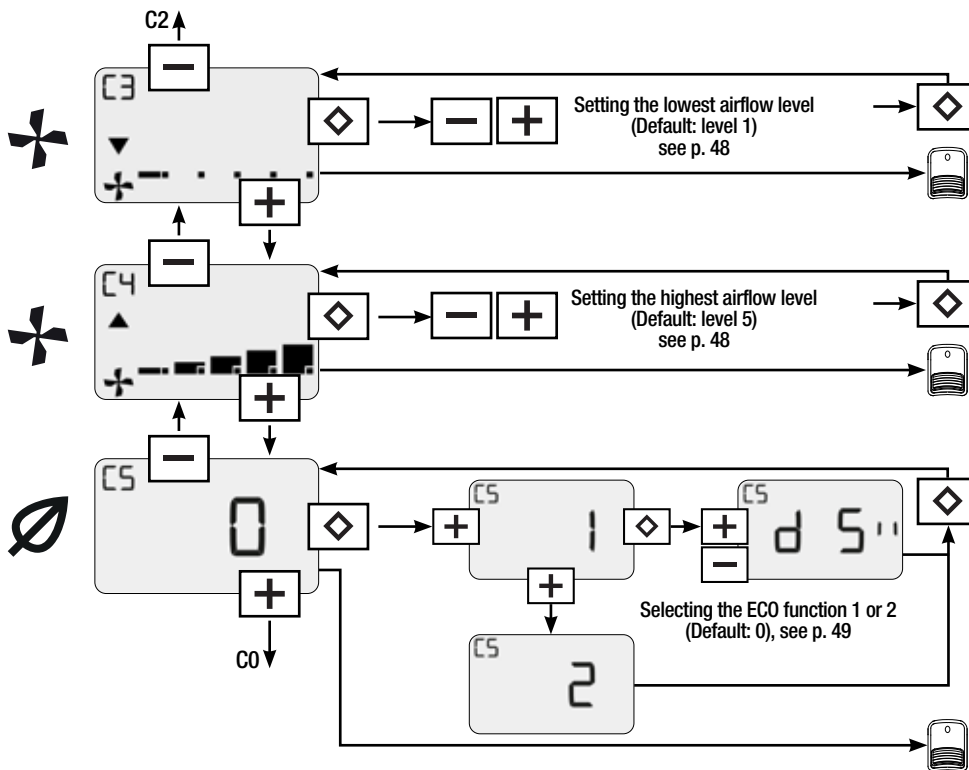 C2
C3
Setting the lowest airflow level
(Default: level 1)
see p. 48
C4
Setting the highest airflow level
(Default: level 5)
see p. 48
C5
0
C5
1
C5
d 5"
Selecting the ECO function 1 or 2
(Default: 0), see p. 49
C5
2
C0